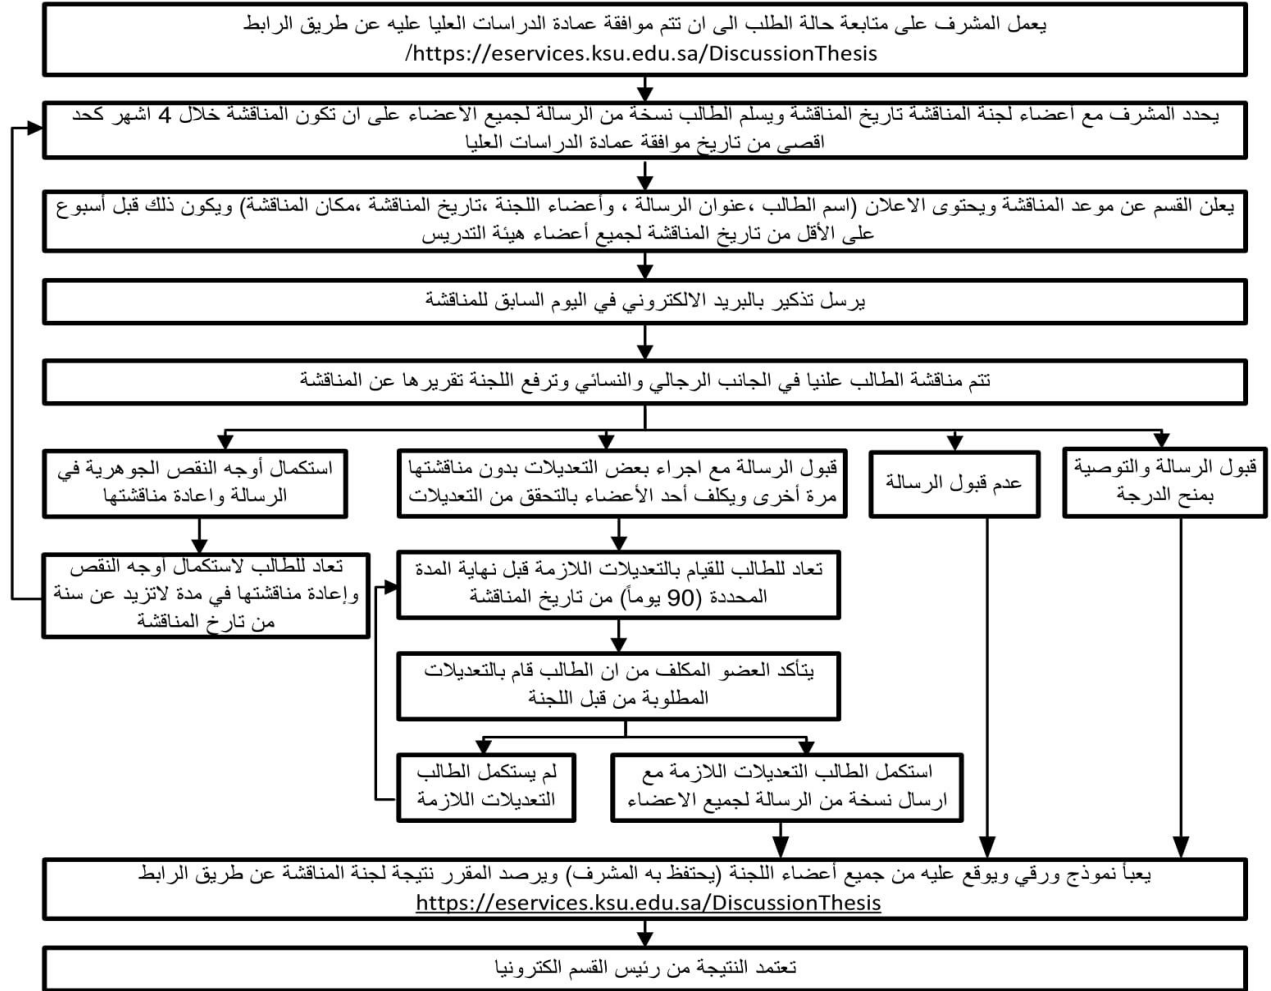 يعمل المشرف على متابعة حالة الطلب الى ان تتم موافقة عمادة الدراسات العليا عليه عن طريق الرابط
/https://eservices.ksu.edu.sa/DiscussionThesis
يحدد المشرف مع أعضاء لجنة المناقشة تاريخ المناقشة ويسلم الطالب نسخة من الرسالة لجميع الاعضاء على ان تكون المناقشة خلال 4 اشهر كحد
اقصى من تاريخ موافقة عمادة الدراسات العليا
يعلن القسم عن موعد المناقشة ويحتوى الاعلان (اسم الطالب ،عنوان الرسالة ، وأعضاء اللجنة ،تاريخ المناقشة ،مكان المناقشة) ويكون ذلك قبل أسبوع
على الأقل من تاريخ المناقشة لجميع أعضاء هيئة التدريس
يرسل تذكير بالبريد الالكتروني في اليوم السابق للمناقشة
تتم مناقشة الطالب علنيا في الجانب الرجالي والنسائي وترفع اللجنة تقريرها عن المناقشة
قبول الرسالة والتوصية
بمنح الدرجة
عدم قبول الرسالة
قبول الرسالة مع اجراء بعض التعديلات بدون مناقشتها
مرة أخرى ويكلف أحد الأعضاء بالتحقق من التعديلات
استكمال أوجه النقص الجوهرية في
الرسالة واعادة مناقشتها
تعاد للطالب للقيام بالتعديلات اللازمة قبل نهاية المدة
المحددة (90 يوماً) من تاريخ المناقشة
تعاد للطالب لاستكمال أوجه النقص
وإعادة مناقشتها في مدة لاتزيد عن سنة
من تارخ المناقشة
يتأكد العضو المكلف من ان الطالب قام بالتعديلات
المطلوبة من قبل اللجنة
استكمل الطالب التعديلات اللازمة مع
ارسال نسخة من الرسالة لجميع الاعضاء
لم يستكمل الطالب
التعديلات اللازمة
يعبأ نموذج ورقي ويوقع عليه من جميع أعضاء اللجنة (يحتفظ به المشرف) ويرصد المقرر نتيجة لجنة المناقشة عن طريق الرابط
https://eservices.ksu.edu.sa/DiscussionThesis
تعتمد النتيجة من رئيس القسم الكترونيا